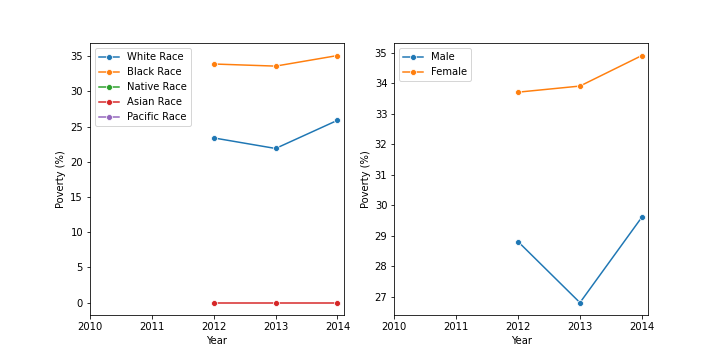 White Race
Black Race
Native Race
Asian Race
Pacific Race
35
30
25
20
15
10
5
0
Poverty (%)
2010 2011 2012 2013 2014
Year
Male
Female
35
34
33
32
31
30
29
28
27
Poverty (%)
2010 2011 2012 2013 2014
Year